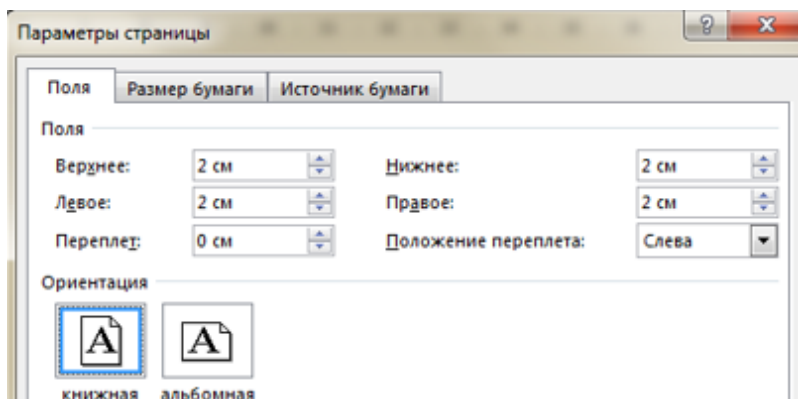 Параметры страницы
Поля Размер бумаги Источник бумаги
Поля
Верхнее: 2 см Нижнее: 2 см
Левое: 2 см Правое: 2 см
Переплет: 0 см Положение переплета: Слева
Ориентация
A A
книжная альбомная